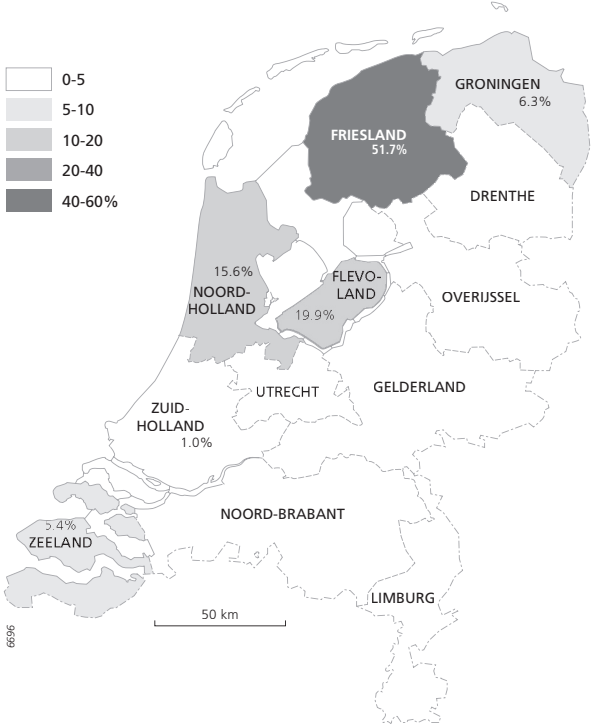 0-5
5-10
10-20
20-40
40-60%
GRONINGEN
6.3%
FRIESLAND
51.7%
DRENTHE
15.6%
NOORD-
HOLLAND
FLEVO-
LAND
19.9%
OVERIJSSEL
UTRECHT
GELDERLAND
ZUID-
HOLLAND
1.0%
5.4%
ZEELAND
NOORD-BRABANT
LIMBURG
50 km
6696